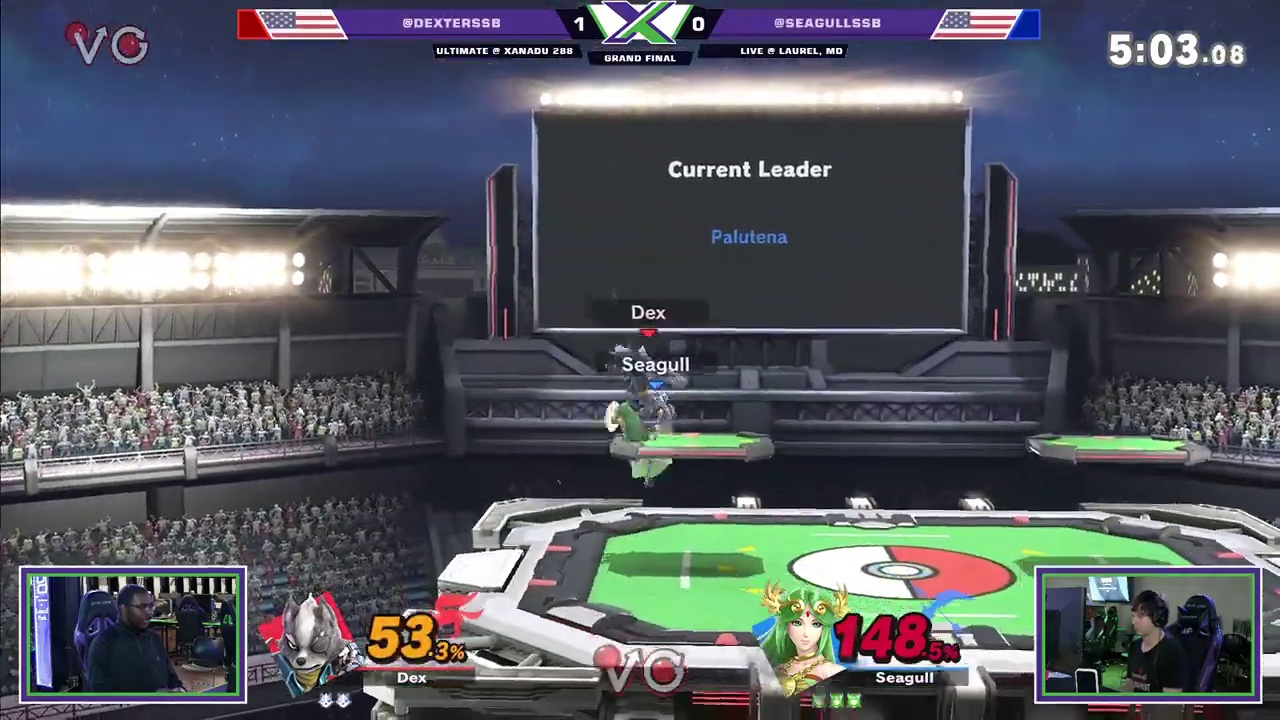 @DEXTERSSB
1
0
@SEAGULLSSB
ULTIMATE @ XANADU 288
LIVE @ LAUREL, MD
GRAND FINAL
5:03.08
VG
Current Leader
Palutena
Dex
Seagull
53.3%
Dex
VG
148.5%
Seagull